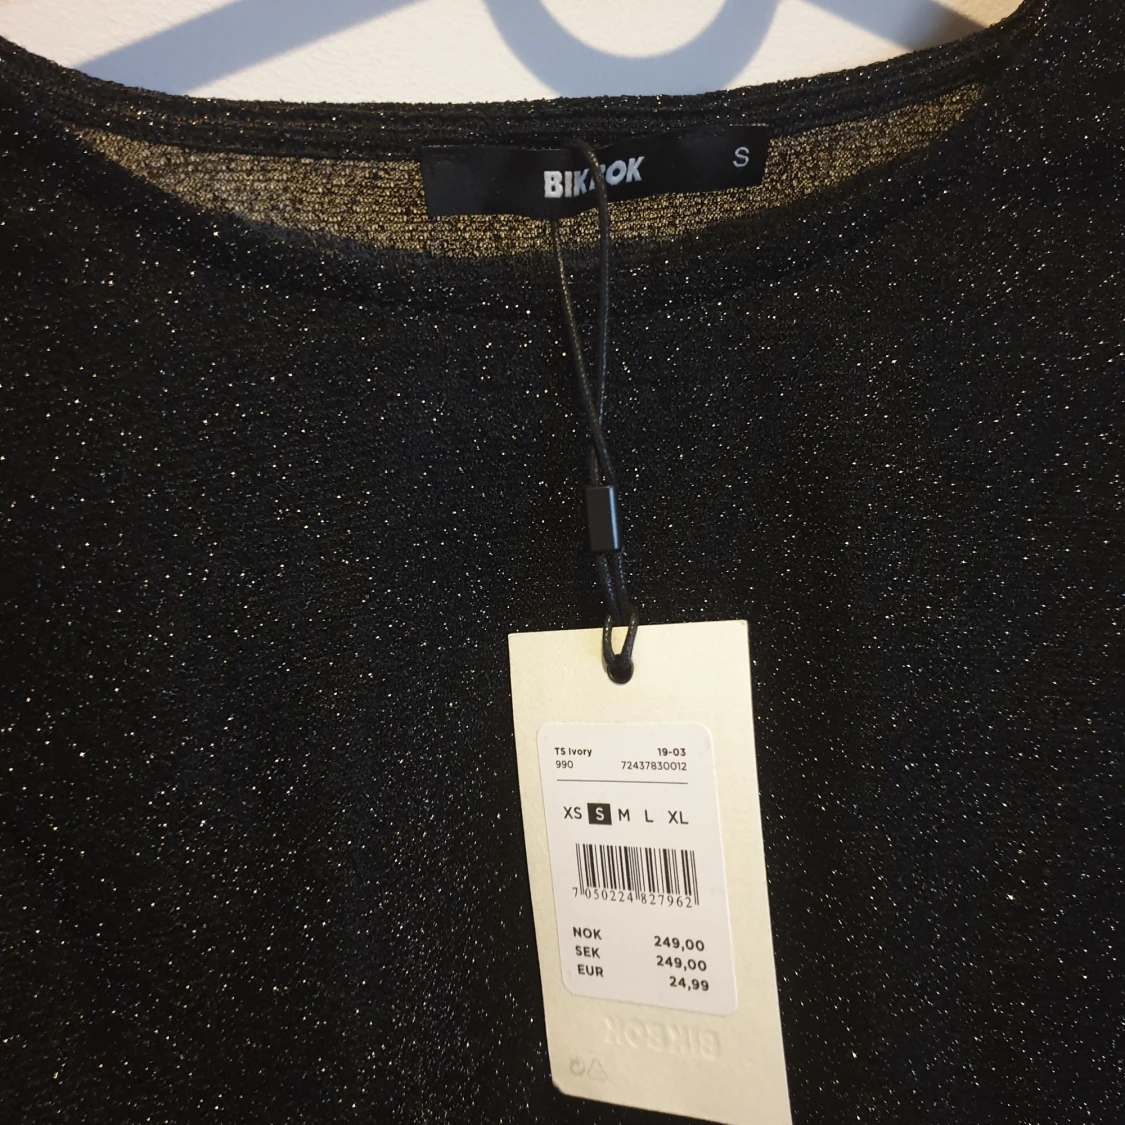 BIKBOK
S
TS Ivory 19-03
990 72437830012
XS S M L XL
7 050224 827962
NOK 249,00
SEK 249,00
EUR 24,99
BIKBOK